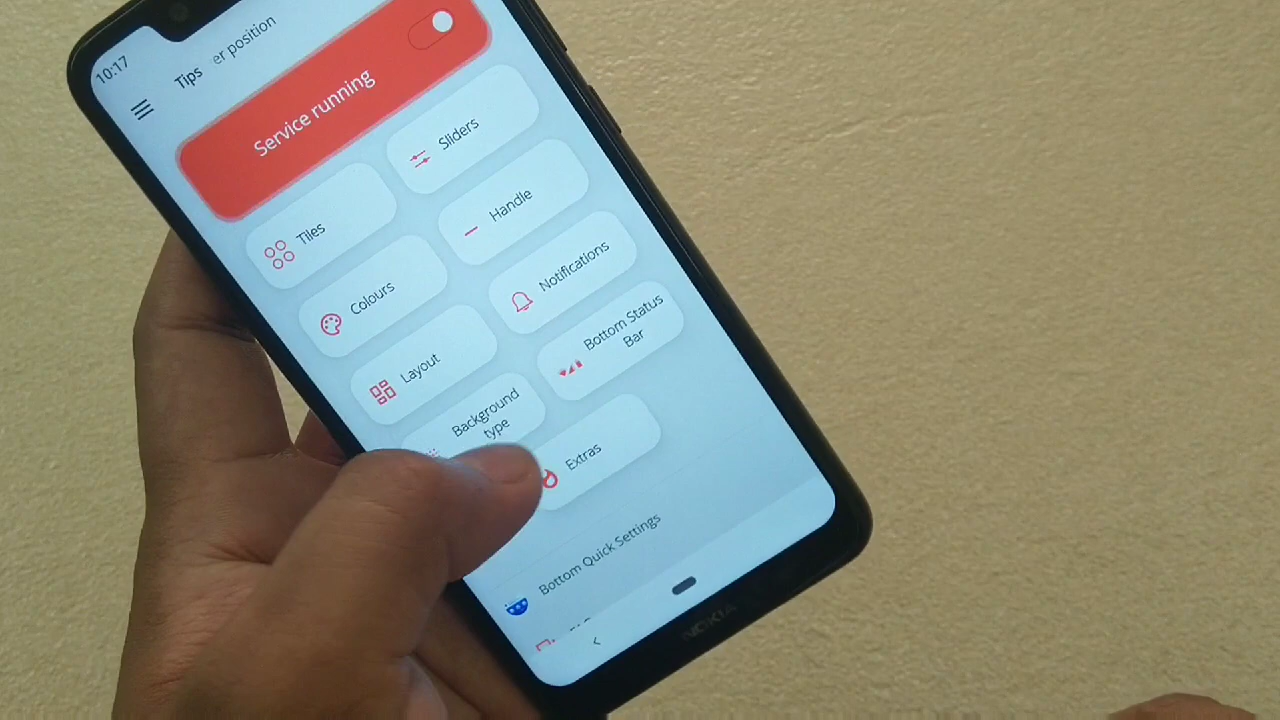 10:17
Tips
er position
Service running
Tiles
Sliders
Colours
Handle
Layout
Notifications
Background
type
Bottom Status
Bar
Extras
Bottom Quick Settings
NOKIA